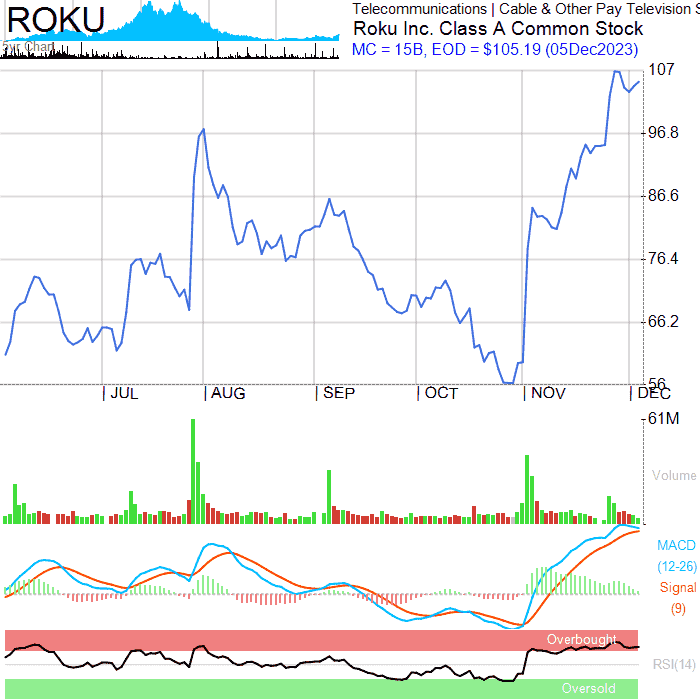 ROKU
5yr Chart
Telecommunications | Cable & Other Pay Television S
Roku Inc. Class A Common Stock
MC = 15B, EOD = $105.19 (05Dec2023)
107
96.8
86.6
76.4
66.2
56
JUL
AUG
SEP
OCT
NOV
DEC
61M
Volume
MACD
(12-26)
Signal
(9)
Overbought
RSI(14)
Oversold